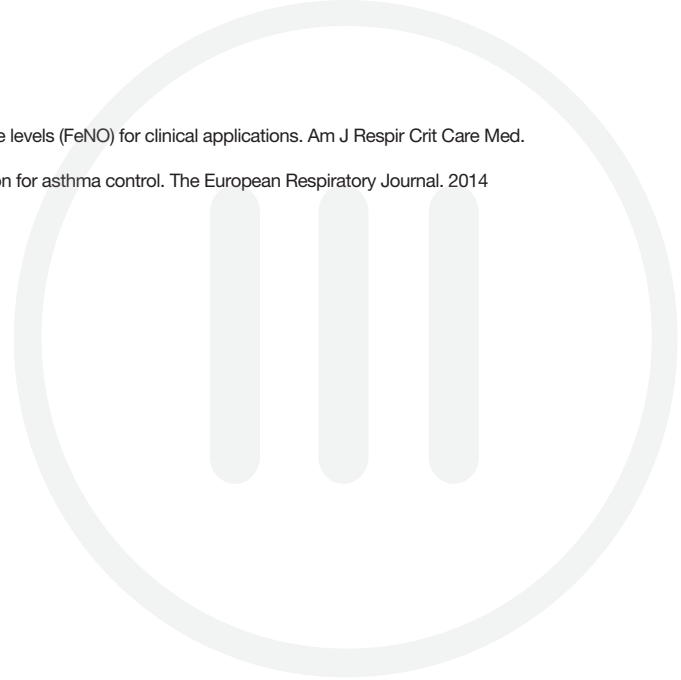 e levels (FeNO) for clinical applications. Am J Respir Crit Care Med.
on for asthma control. The European Respiratory Journal. 2014